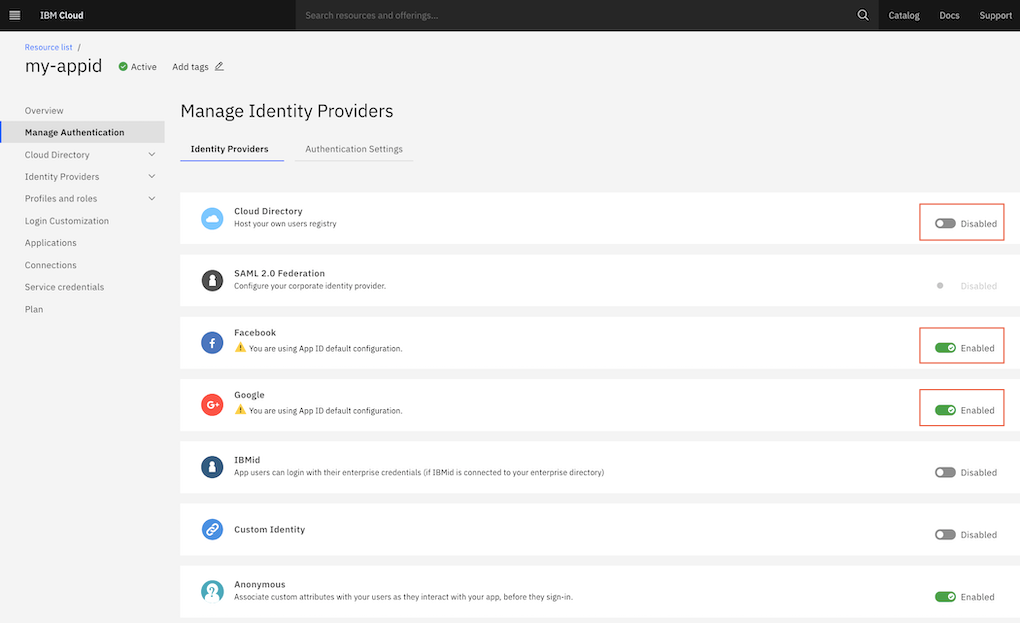 IBM Cloud
Search resources and offerings...
Catalog
Docs
Support
Resource list /
my-appid
Active
Add tags
Overview
Manage Authentication
Cloud Directory
Identity Providers
Profiles and roles
Login Customization
Applications
Connections
Service credentials
Plan
Manage Identity Providers
Identity Providers
Authentication Settings
Cloud Directory
Host your own users registry
Disabled
SAML 2.0 Federation
Configure your corporate identity provider.
Disabled
Facebook
You are using App ID default configuration.
Enabled
Google
You are using App ID default configuration.
Enabled
IBMid
App users can login with their enterprise credentials (if IBMid is connected to your enterprise directory)
Disabled
Custom Identity
Disabled
Anonymous
Associate custom attributes with your users as they interact with your app, before they sign-in.
Enabled